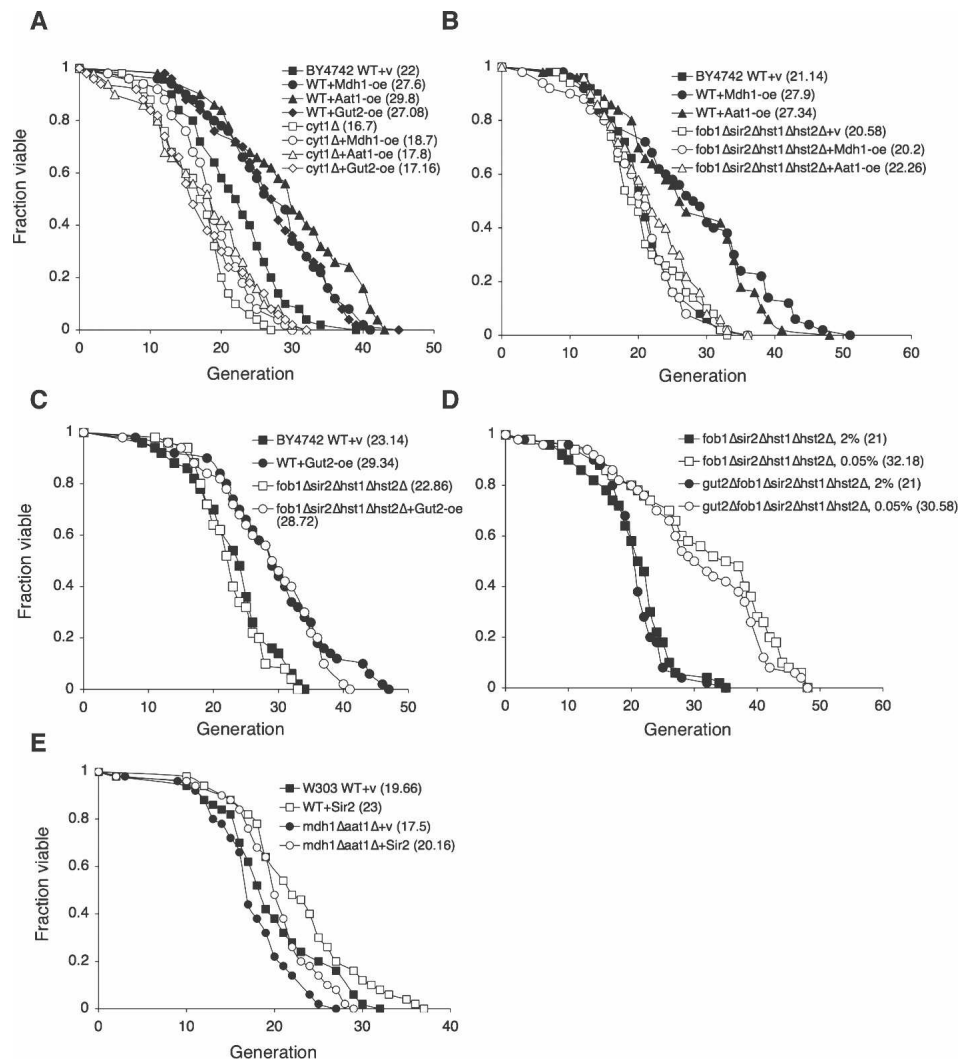 A
Fraction viable
1
0.8
0.6
0.4
0.2
0
0 10 20 30 40 50
Generation
BY4742 WT+v (22)
WT+Mdh1-oe (27.6)
WT+Aat1-oe (29.8)
WT+Gut2-oe (27.08)
cyt1Δ (16.7)
cyt1Δ+Mdh1-oe (18.7)
cyt1Δ+Aat1-oe (17.8)
cyt1Δ+Gut2-oe (17.16)
B
1
0.8
0.6
0.4
0.2
0
0 10 20 30 40 50 60
Generation
BY4742 WT+v (21.14)
WT+Mdh1-oe (27.9)
WT+Aat1-oe (27.34)
fob1Δsir2Δhst1Δhst2Δ+v (20.58)
fob1Δsir2Δhst1Δhst2Δ+Mdh1-oe (20.2)
fob1Δsir2Δhst1Δhst2Δ+Aat1-oe (22.26)
C
Fraction viable
1
0.8
0.6
0.4
0.2
0
0 10 20 30 40 50
Generation
BY4742 WT+v (23.14)
WT+Gut2-oe (29.34)
fob1Δsir2Δhst1Δhst2Δ (22.86)
fob1Δsir2Δhst1Δhst2Δ+Gut2-oe
(28.72)
D
1
0.8
0.6
0.4
0.2
0
0 10 20 30 40 50 60
Generation
fob1Δsir2Δhst1Δhst2Δ, 2% (21)
fob1Δsir2Δhst1Δhst2Δ, 0.05% (32.18)
gut2Δfob1Δsir2Δhst1Δhst2Δ, 2% (21)
gut2Δfob1Δsir2Δhst1Δhst2Δ, 0.05% (30.58)
E
Fraction viable
1
0.8
0.6
0.4
0.2
0
0 10 20 30 40
Generation
W303 WT+v (19.66)
WT+Sir2 (23)
mdh1Δaat1Δ+v (17.5)
mdh1Δaat1Δ+Sir2 (20.16)